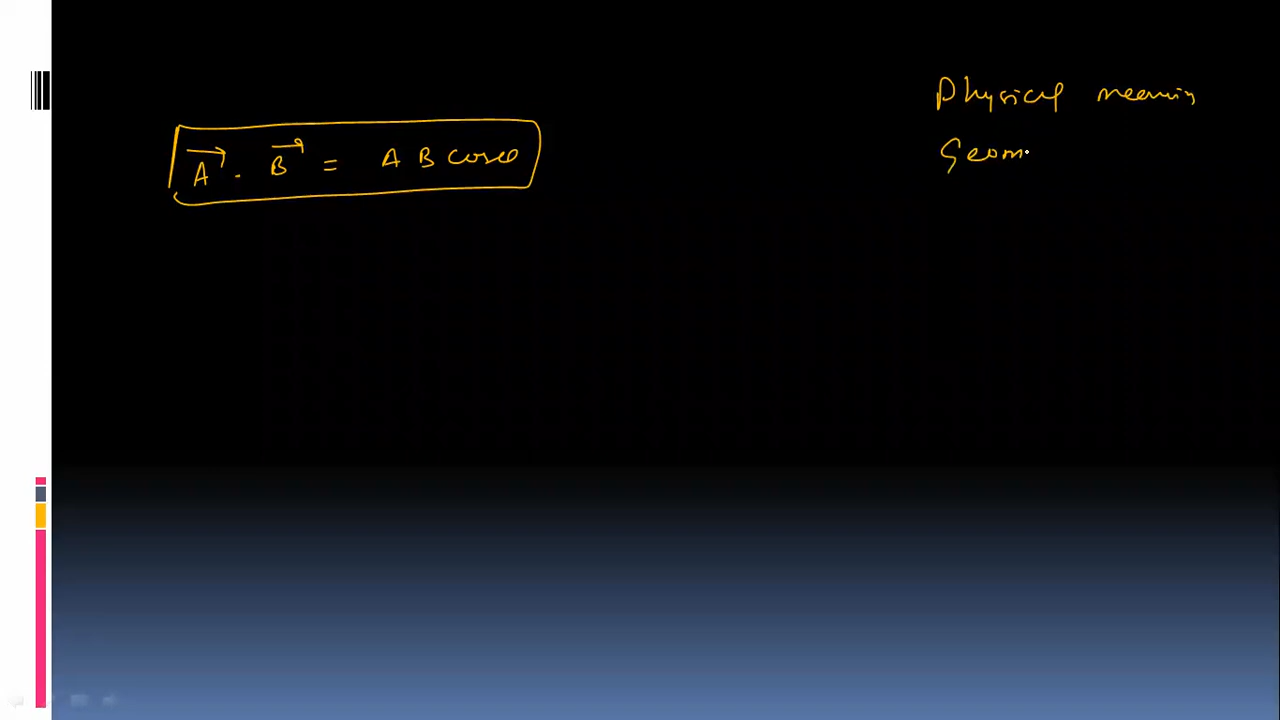 Physical meaning
A⃗ . B⃗ = A B cosθ
Geom